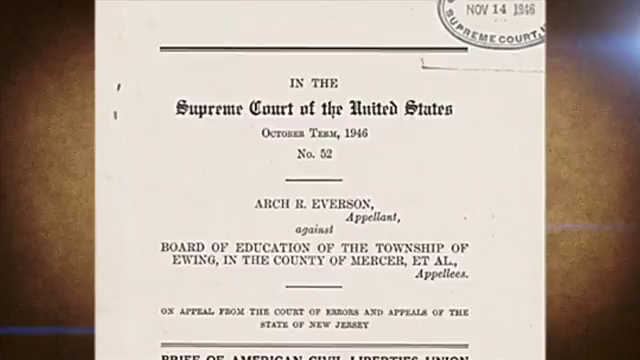 NOV 14 1946
SUPREME COURT, U
IN THE
Supreme Court of the United States
OCTOBER TERM, 1946
No. 52
ARCH R. EVERSON,
Appellant,
against
BOARD OF EDUCATION OF THE TOWNSHIP OF
EWING, IN THE COUNTY OF MERCER, ET AL.,
Appellees.
ON APPEAL FROM THE COURT OF ERRORS AND APPEALS OF THE
STATE OF NEW JERSEY
BRIEF OF AMERICAN CIVIL LIBERTIES UNION